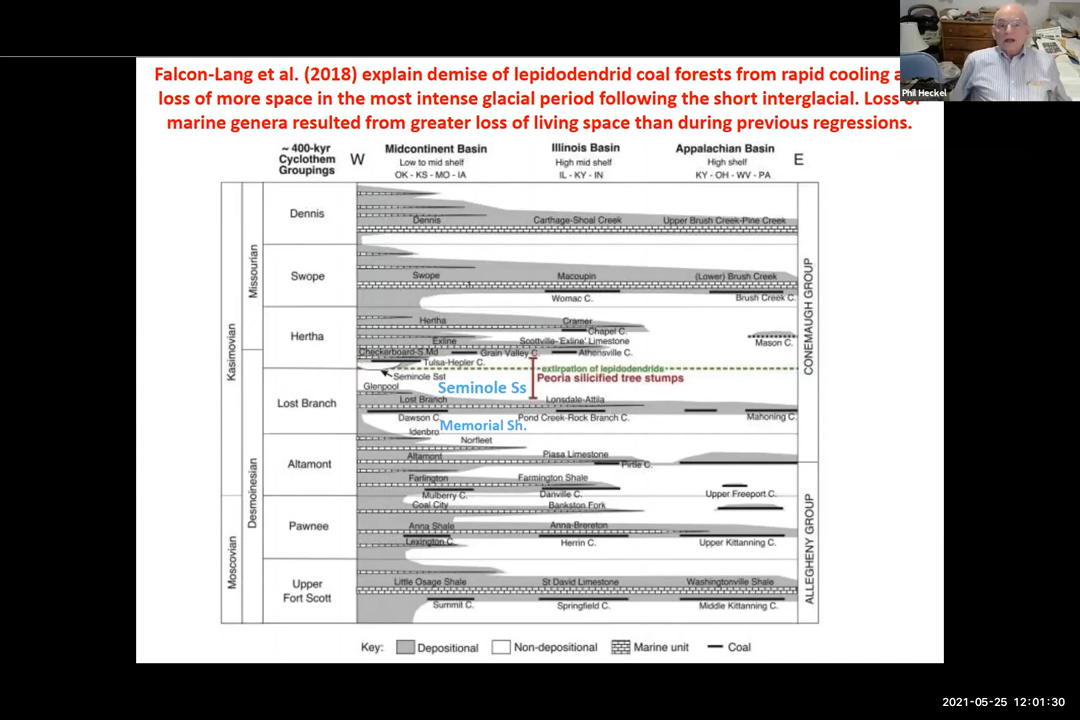 Falcon-Lang et al. (2018) explain demise of lepidodendrid coal forests from rapid cooling
loss of more space in the most intense glacial period following the short interglacial. Loss of
marine genera resulted from greater loss of living space than during previous regressions.
Phil Heckel
~ 400-kyr
Cyclothem
Groupings
W
Midcontinent Basin
Low to mid shelf
OK - KS - MO - IA
Illinois Basin
High mid shelf
IL - KY - IN
Appalachian Basin
High shelf
KY - OH - WV - PA
E
Kasimovian
Moscovian
Missourian
Desmoinesian
CONEMAUGH GROUP
ALLEGHENY GROUP
Dennis
Dennis
Carthage-Shoal Creek
Upper Brush Creek-Pine Creek
Swope
Swope
Macoupin
(Lower) Brush Creek
Womac C.
Brush Creek C.
Hertha
Hertha
Cramer
Chapel C.
Exline
Scottville-'Exline' Limestone
Mason C.
Checkerboard-S.Md
Grain Valley C.
Athensville C.
Tulsa-Hepler C.
extirpation of lepidodendrids
Seminole Sst
Peoria silicified tree stumps
Glenpool
Seminole Ss
Lost Branch
Lost Branch
Lonsdale-Attila
Dawson C.
Pond Creek-Rock Branch C.
Mahoning C.
Memorial Sh.
Idenbro
Norfleet
Altamont
Altamont
Piasa Limestone
Pirtle C.
Farlington
Farmington Shale
Mulberry C.
Danville C.
Upper Freeport C.
Coal City
Bankston Fork
Pawnee
Anna Shale
Anna-Brereton
Lexington C.
Herrin C.
Upper Kittanning C.
Upper
Fort Scott
Little Osage Shale
St David Limestone
Washingtonville Shale
Summit C.
Springfield C.
Middle Kittanning C.
Key:
Depositional
Non-depositional
Marine unit
Coal
2021-05-25 12:01:30